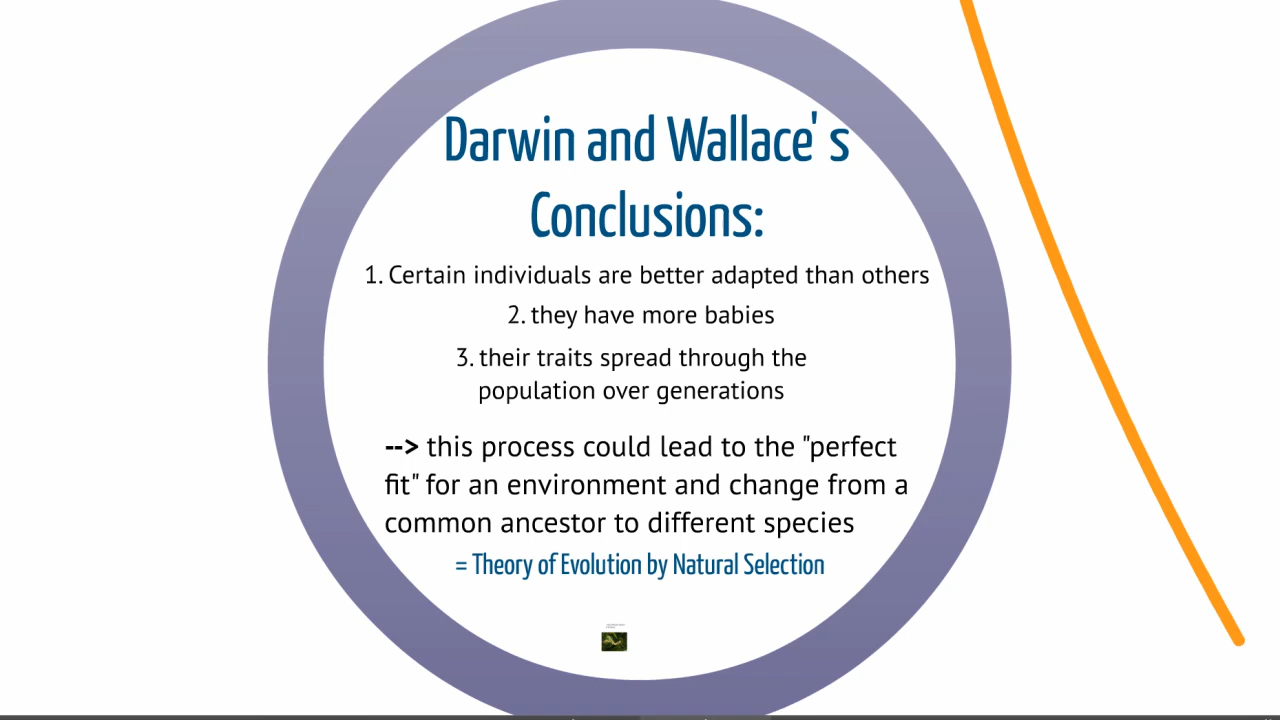 Darwin and Wallace' s
Conclusions:
1. Certain individuals are better adapted than others
2. they have more babies
3. their traits spread through the
population over generations
--> this process could lead to the "perfect
fit" for an environment and change from a
common ancestor to different species
= Theory of Evolution by Natural Selection